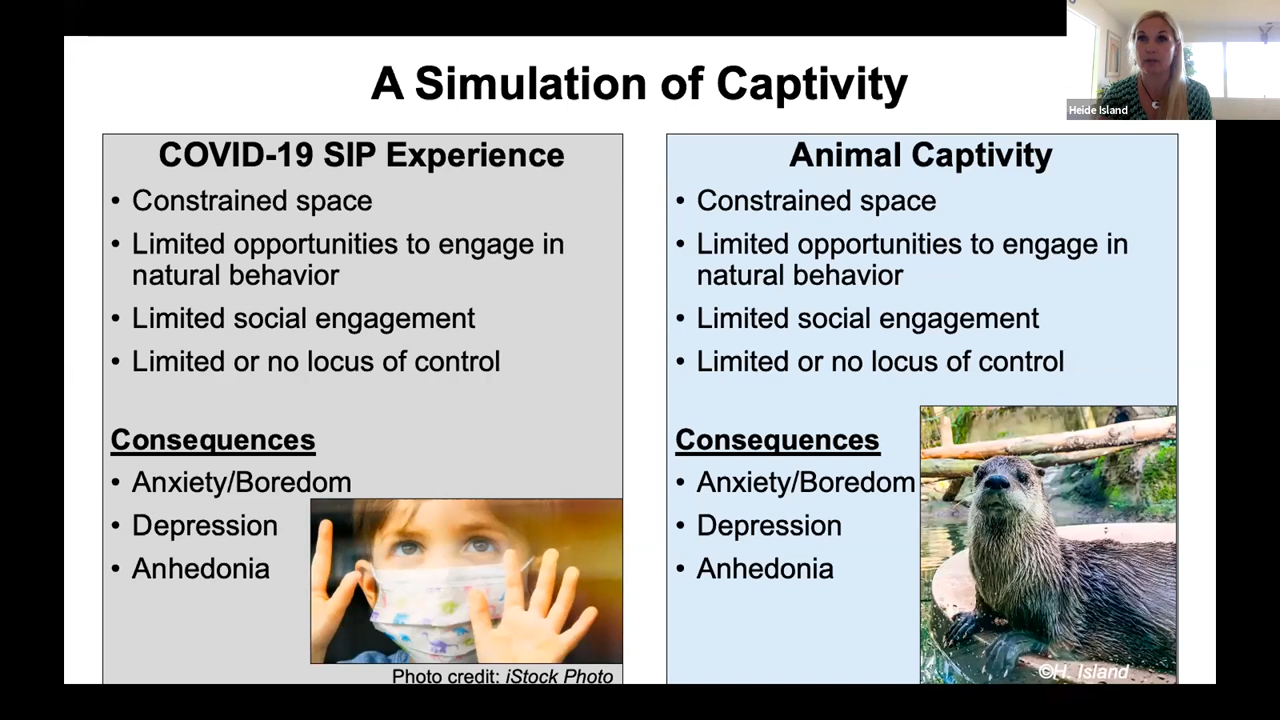 A Simulation of Captivity
Heide Island
COVID-19 SIP Experience
• Constrained space
• Limited opportunities to engage in
natural behavior
• Limited social engagement
• Limited or no locus of control
Consequences
• Anxiety/Boredom
• Depression
• Anhedonia
Photo credit: iStock Photo
Animal Captivity
• Constrained space
• Limited opportunities to engage in
natural behavior
• Limited social engagement
• Limited or no locus of control
Consequences
• Anxiety/Boredom
• Depression
• Anhedonia
©H. Island